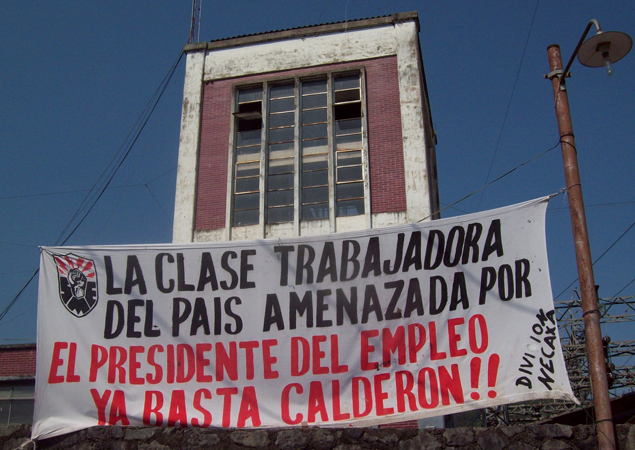 LA CLASE TRABAJADORA
DEL PAIS AMENAZADA POR
EL PRESIDENTE DEL EMPLEO
YA BASTA CALDERON!!
DIVISION
NECAXA